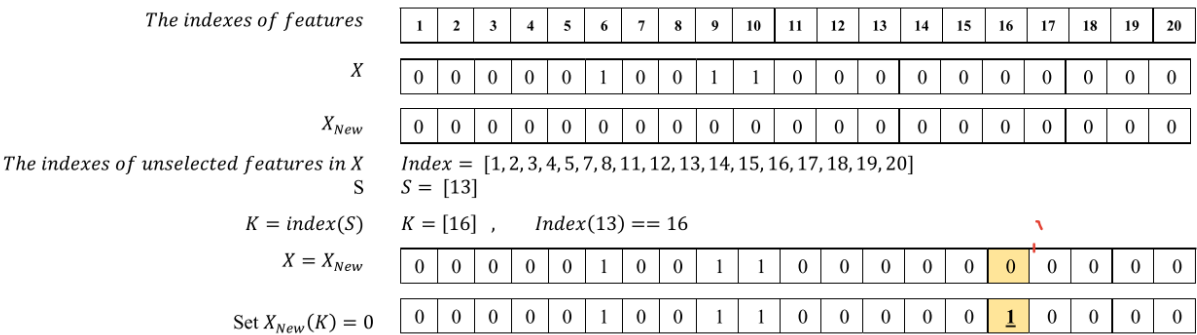 The indexes of features 1 2 3 4 5 6 7 8 9 10 11 12 13 14 15 16 17 18 19 20
X 0 0 0 0 0 1 0 0 1 1 0 0 0 0 0 0 0 0 0 0
X_New 0 0 0 0 0 0 0 0 0 0 0 0 0 0 0 0 0 0 0 0
The indexes of unselected features in X Index = [1, 2, 3, 4, 5, 7, 8, 11, 12, 13, 14, 15, 16, 17, 18, 19, 20]
S S = [13]
K = index(S) K = [16] , Index(13) == 16
X = X_New 0 0 0 0 0 1 0 0 1 1 0 0 0 0 0 0 0 0 0 0
Set X_New(K) = 0 0 0 0 0 0 1 0 0 1 1 0 0 0 0 0 1 0 0 0 0